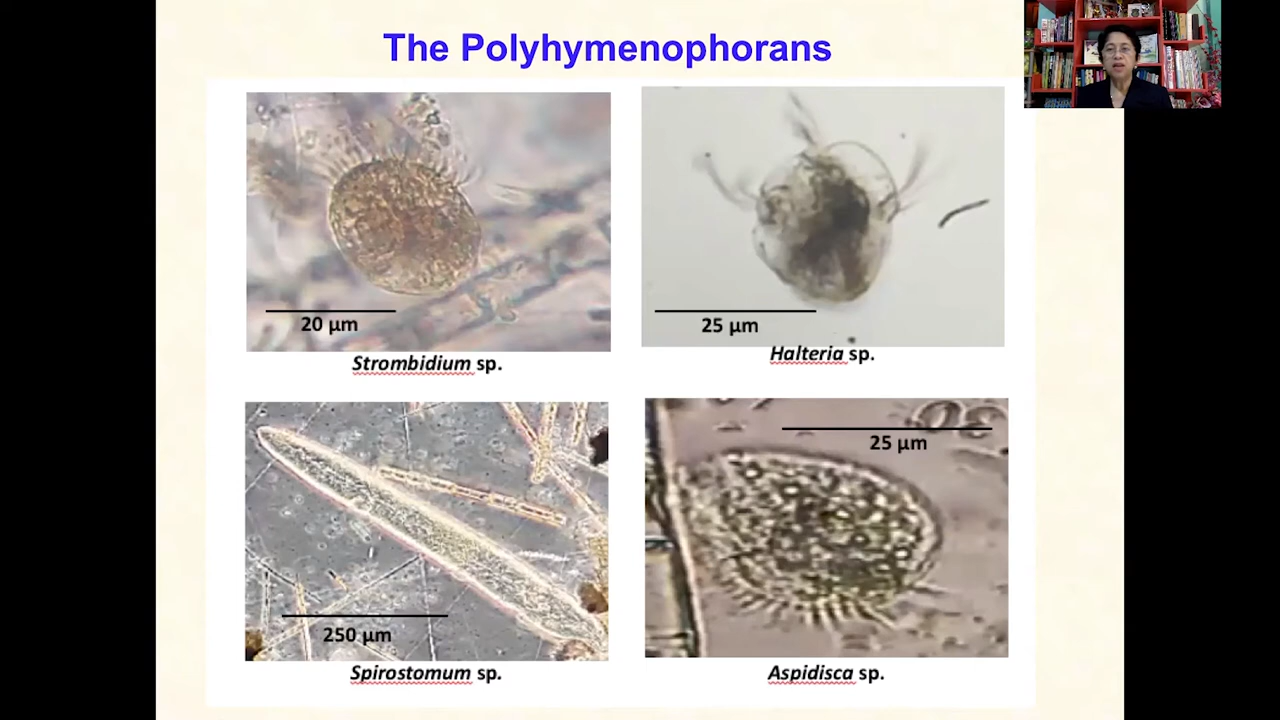 The Polyhymenophorans
20 µm
Strombidium sp.
25 µm
Halteria sp.
250 µm
Spirostomum sp.
25 µm
Aspidisca sp.